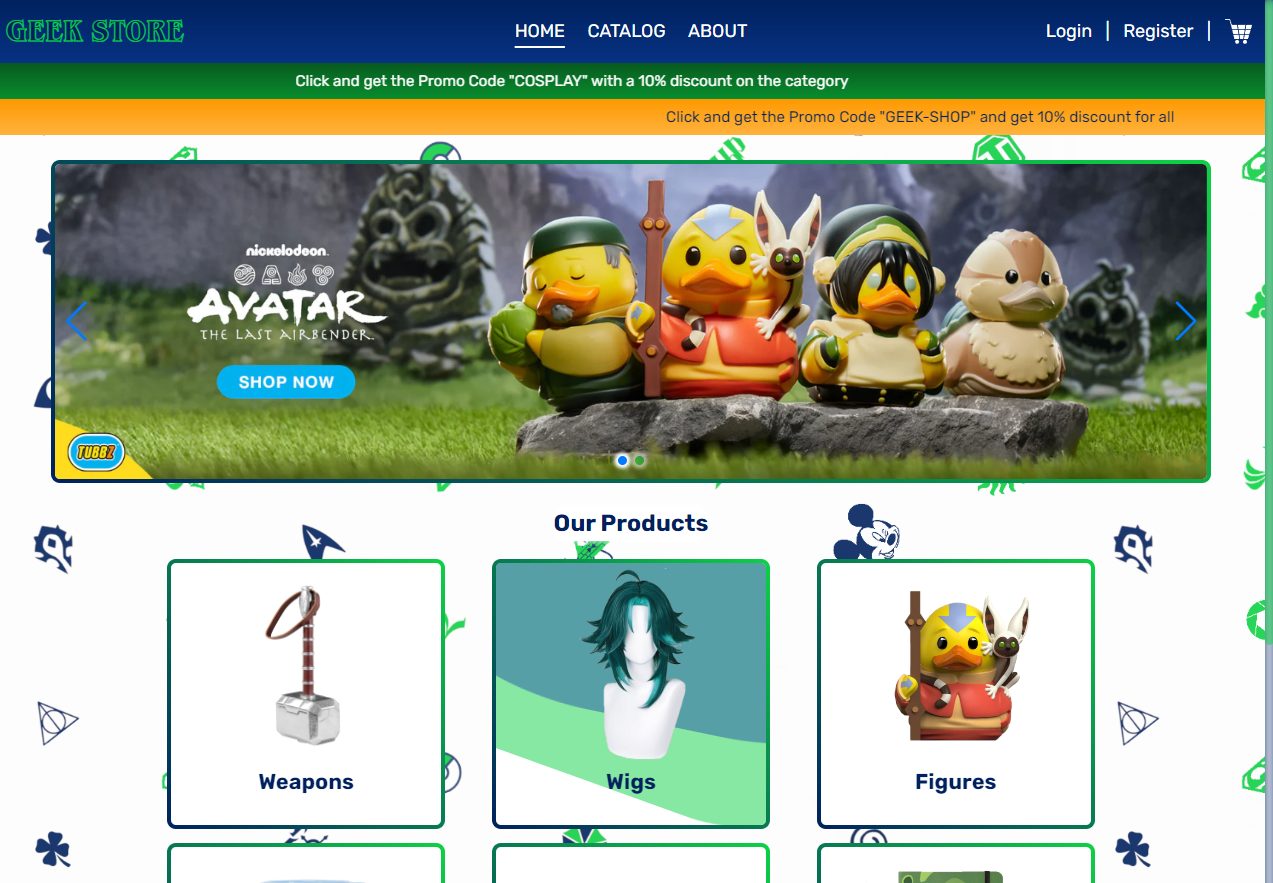 GEEK STORE
HOME CATALOG ABOUT
Login | Register |
Click and get the Promo Code "COSPLAY" with a 10% discount on the category
Click and get the Promo Code "GEEK-SHOP" and get 10% discount for all
nickelodeon
AVATAR
THE LAST AIRBENDER
SHOP NOW
TUBBZ
Our Products
Weapons
Wigs
Figures